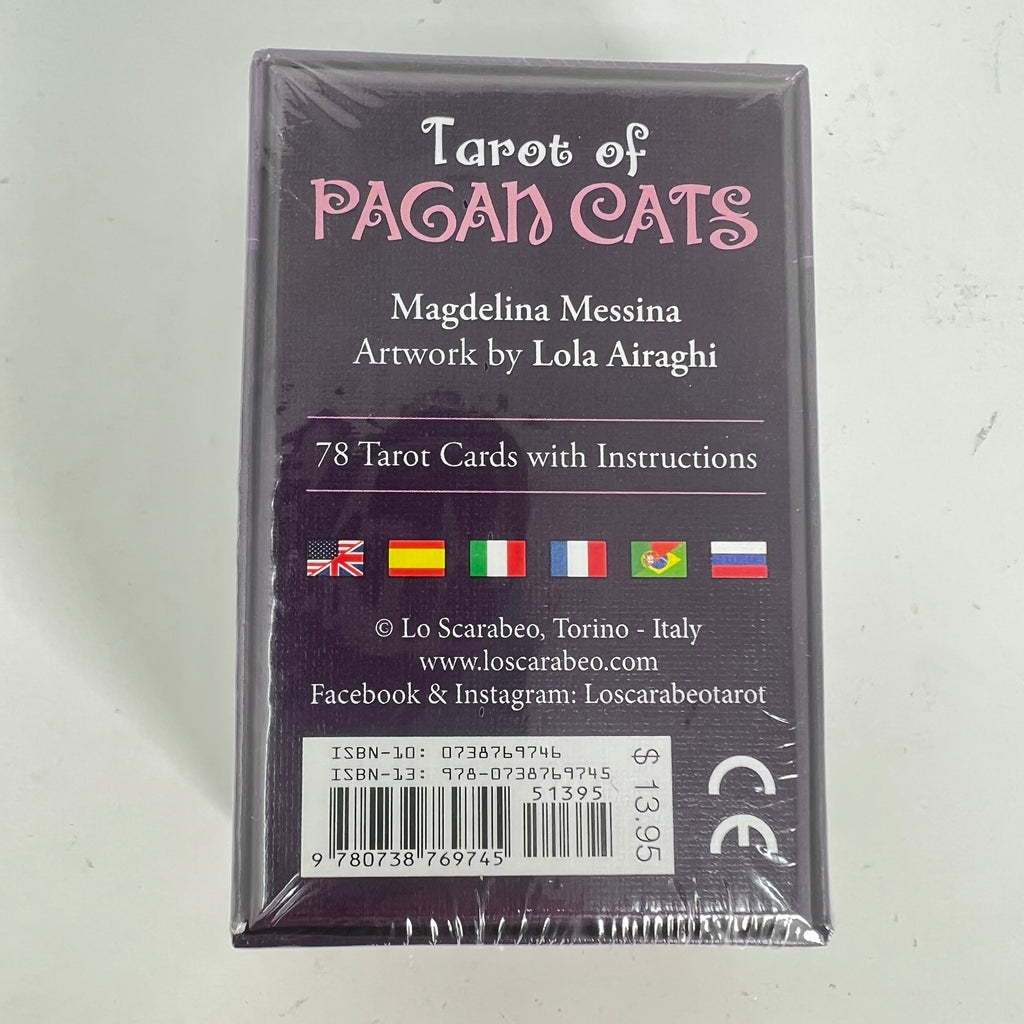 Tarot of
PAGAN CATS
Magdelina Messina
Artwork by Lola Airaghi
78 Tarot Cards with Instructions
© Lo Scarabeo, Torino - Italy
www.loscarabeo.com
Facebook & Instagram: Loscarabeotarot
ISBN-10: 0738769746
ISBN-13: 978-0738769745
51395
9 780738 769745
$ 13.95
CE